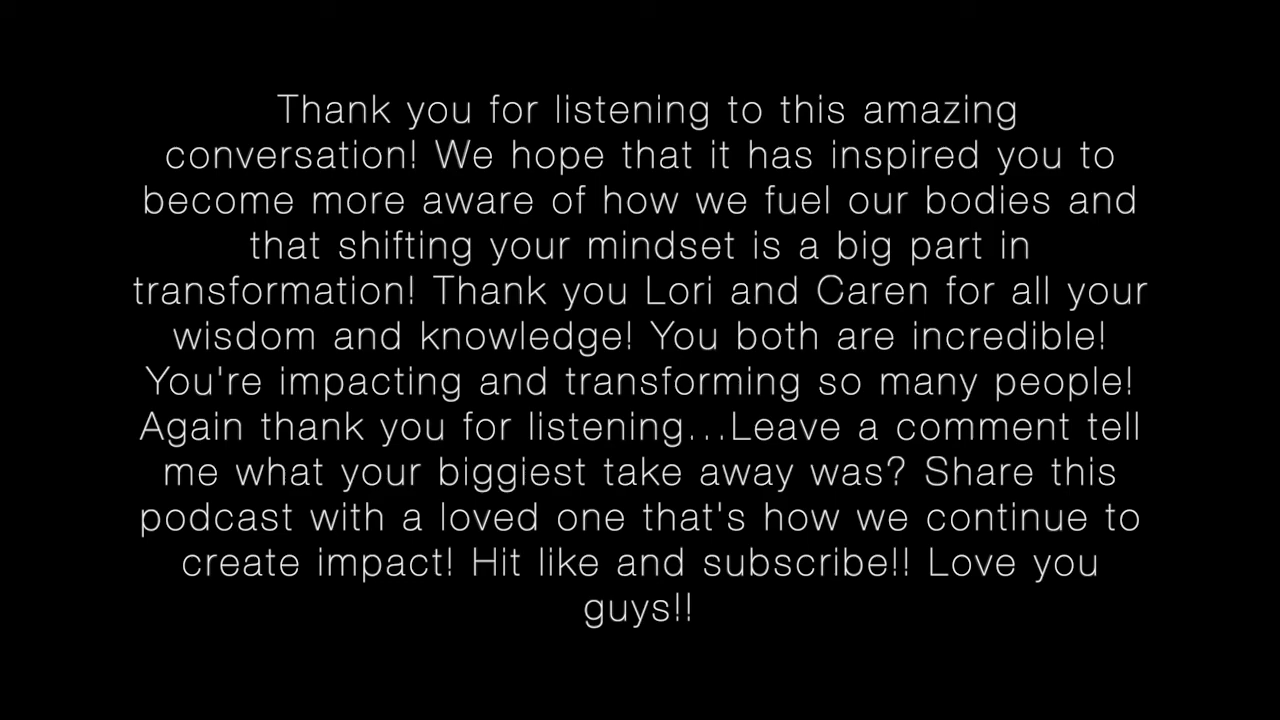 Thank you for listening to this amazing
conversation! We hope that it has inspired you to
become more aware of how we fuel our bodies and
that shifting your mindset is a big part in
transformation! Thank you Lori and Caren for all your
wisdom and knowledge! You both are incredible!
You're impacting and transforming so many people!
Again thank you for listening...Leave a comment tell
me what your biggiest take away was? Share this
podcast with a loved one that's how we continue to
create impact! Hit like and subscribe!! Love you
guys!!